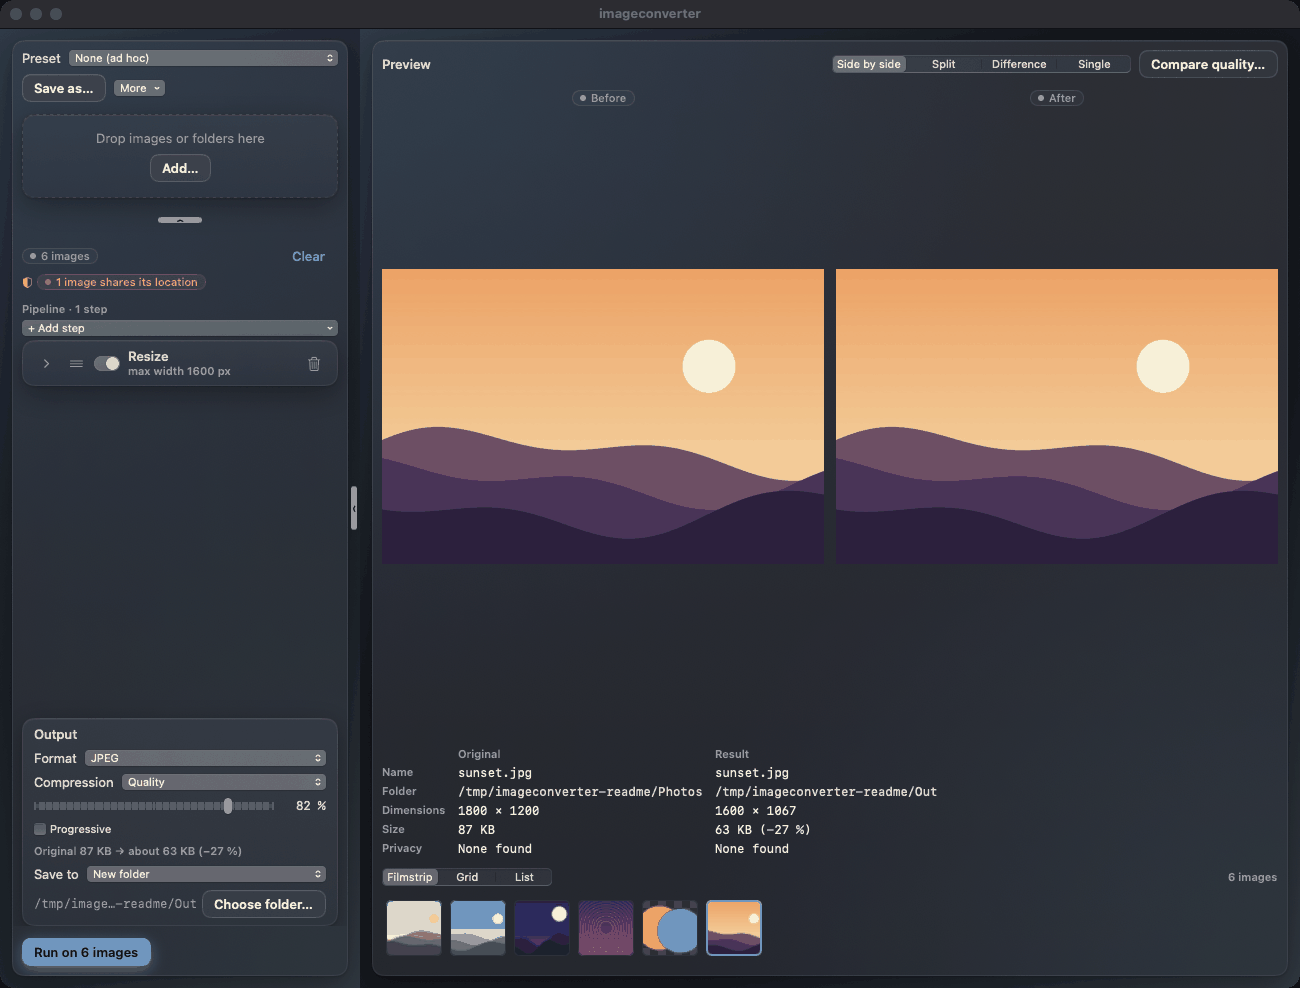 imageconverter
Preset None (ad hoc)
Save as... More
Drop images or folders here
Add...
6 images Clear
1 image shares its location
Pipeline · 1 step
+ Add step
Resize
max width 1600 px
Output
Format JPEG
Compression Quality
82 %
Progressive
Original 87 KB → about 63 KB (−27 %)
Save to New folder
/tmp/image…-readme/Out Choose folder...
Run on 6 images
Preview Side by side Split Difference Single Compare quality...
Before After
Original Result
Name sunset.jpg sunset.jpg
Folder /tmp/imageconverter-readme/Photos /tmp/imageconverter-readme/Out
Dimensions 1800 × 1200 1600 × 1067
Size 87 KB 63 KB (−27 %)
Privacy None found None found
Filmstrip Grid List 6 images